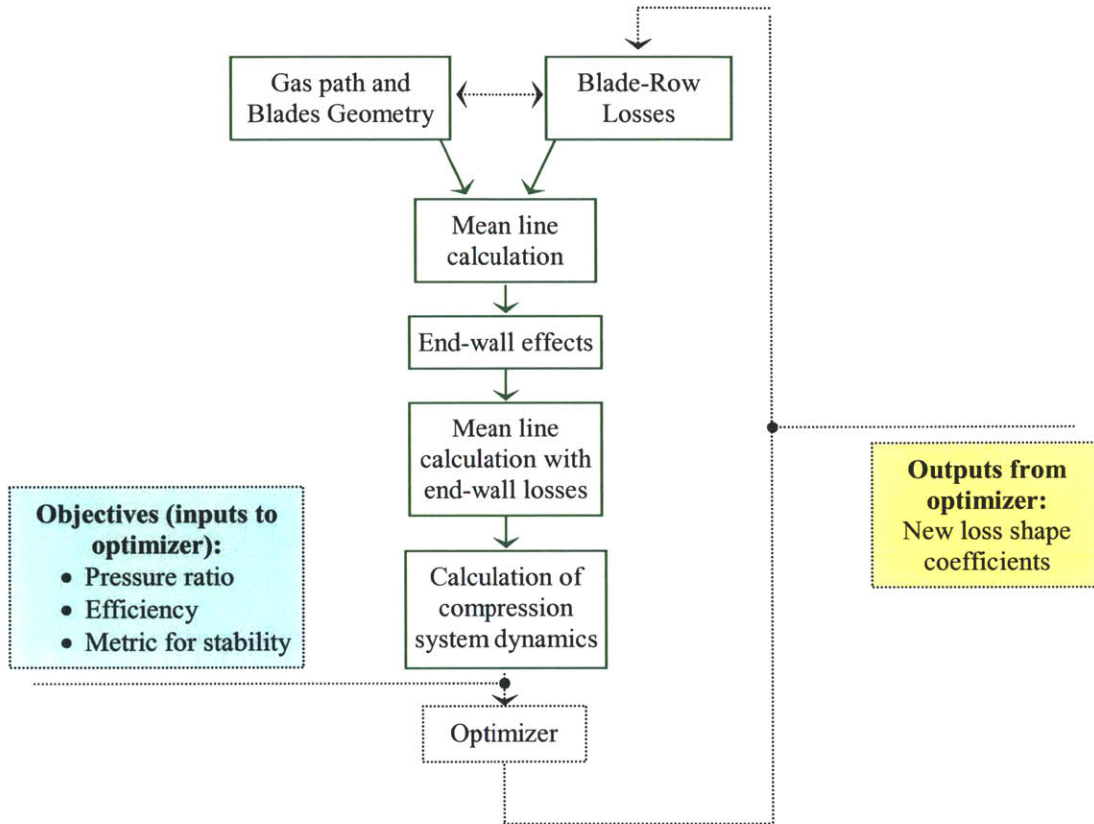 Gas path and
Blades Geometry
Blade-Row
Losses
Mean line
calculation
End-wall effects
Mean line
calculation with
end-wall losses
Objectives (inputs to
optimizer):
• Pressure ratio
• Efficiency
• Metric for stability
Calculation of
compression
system dynamics
Optimizer
Outputs from
optimizer:
New loss shape
coefficients